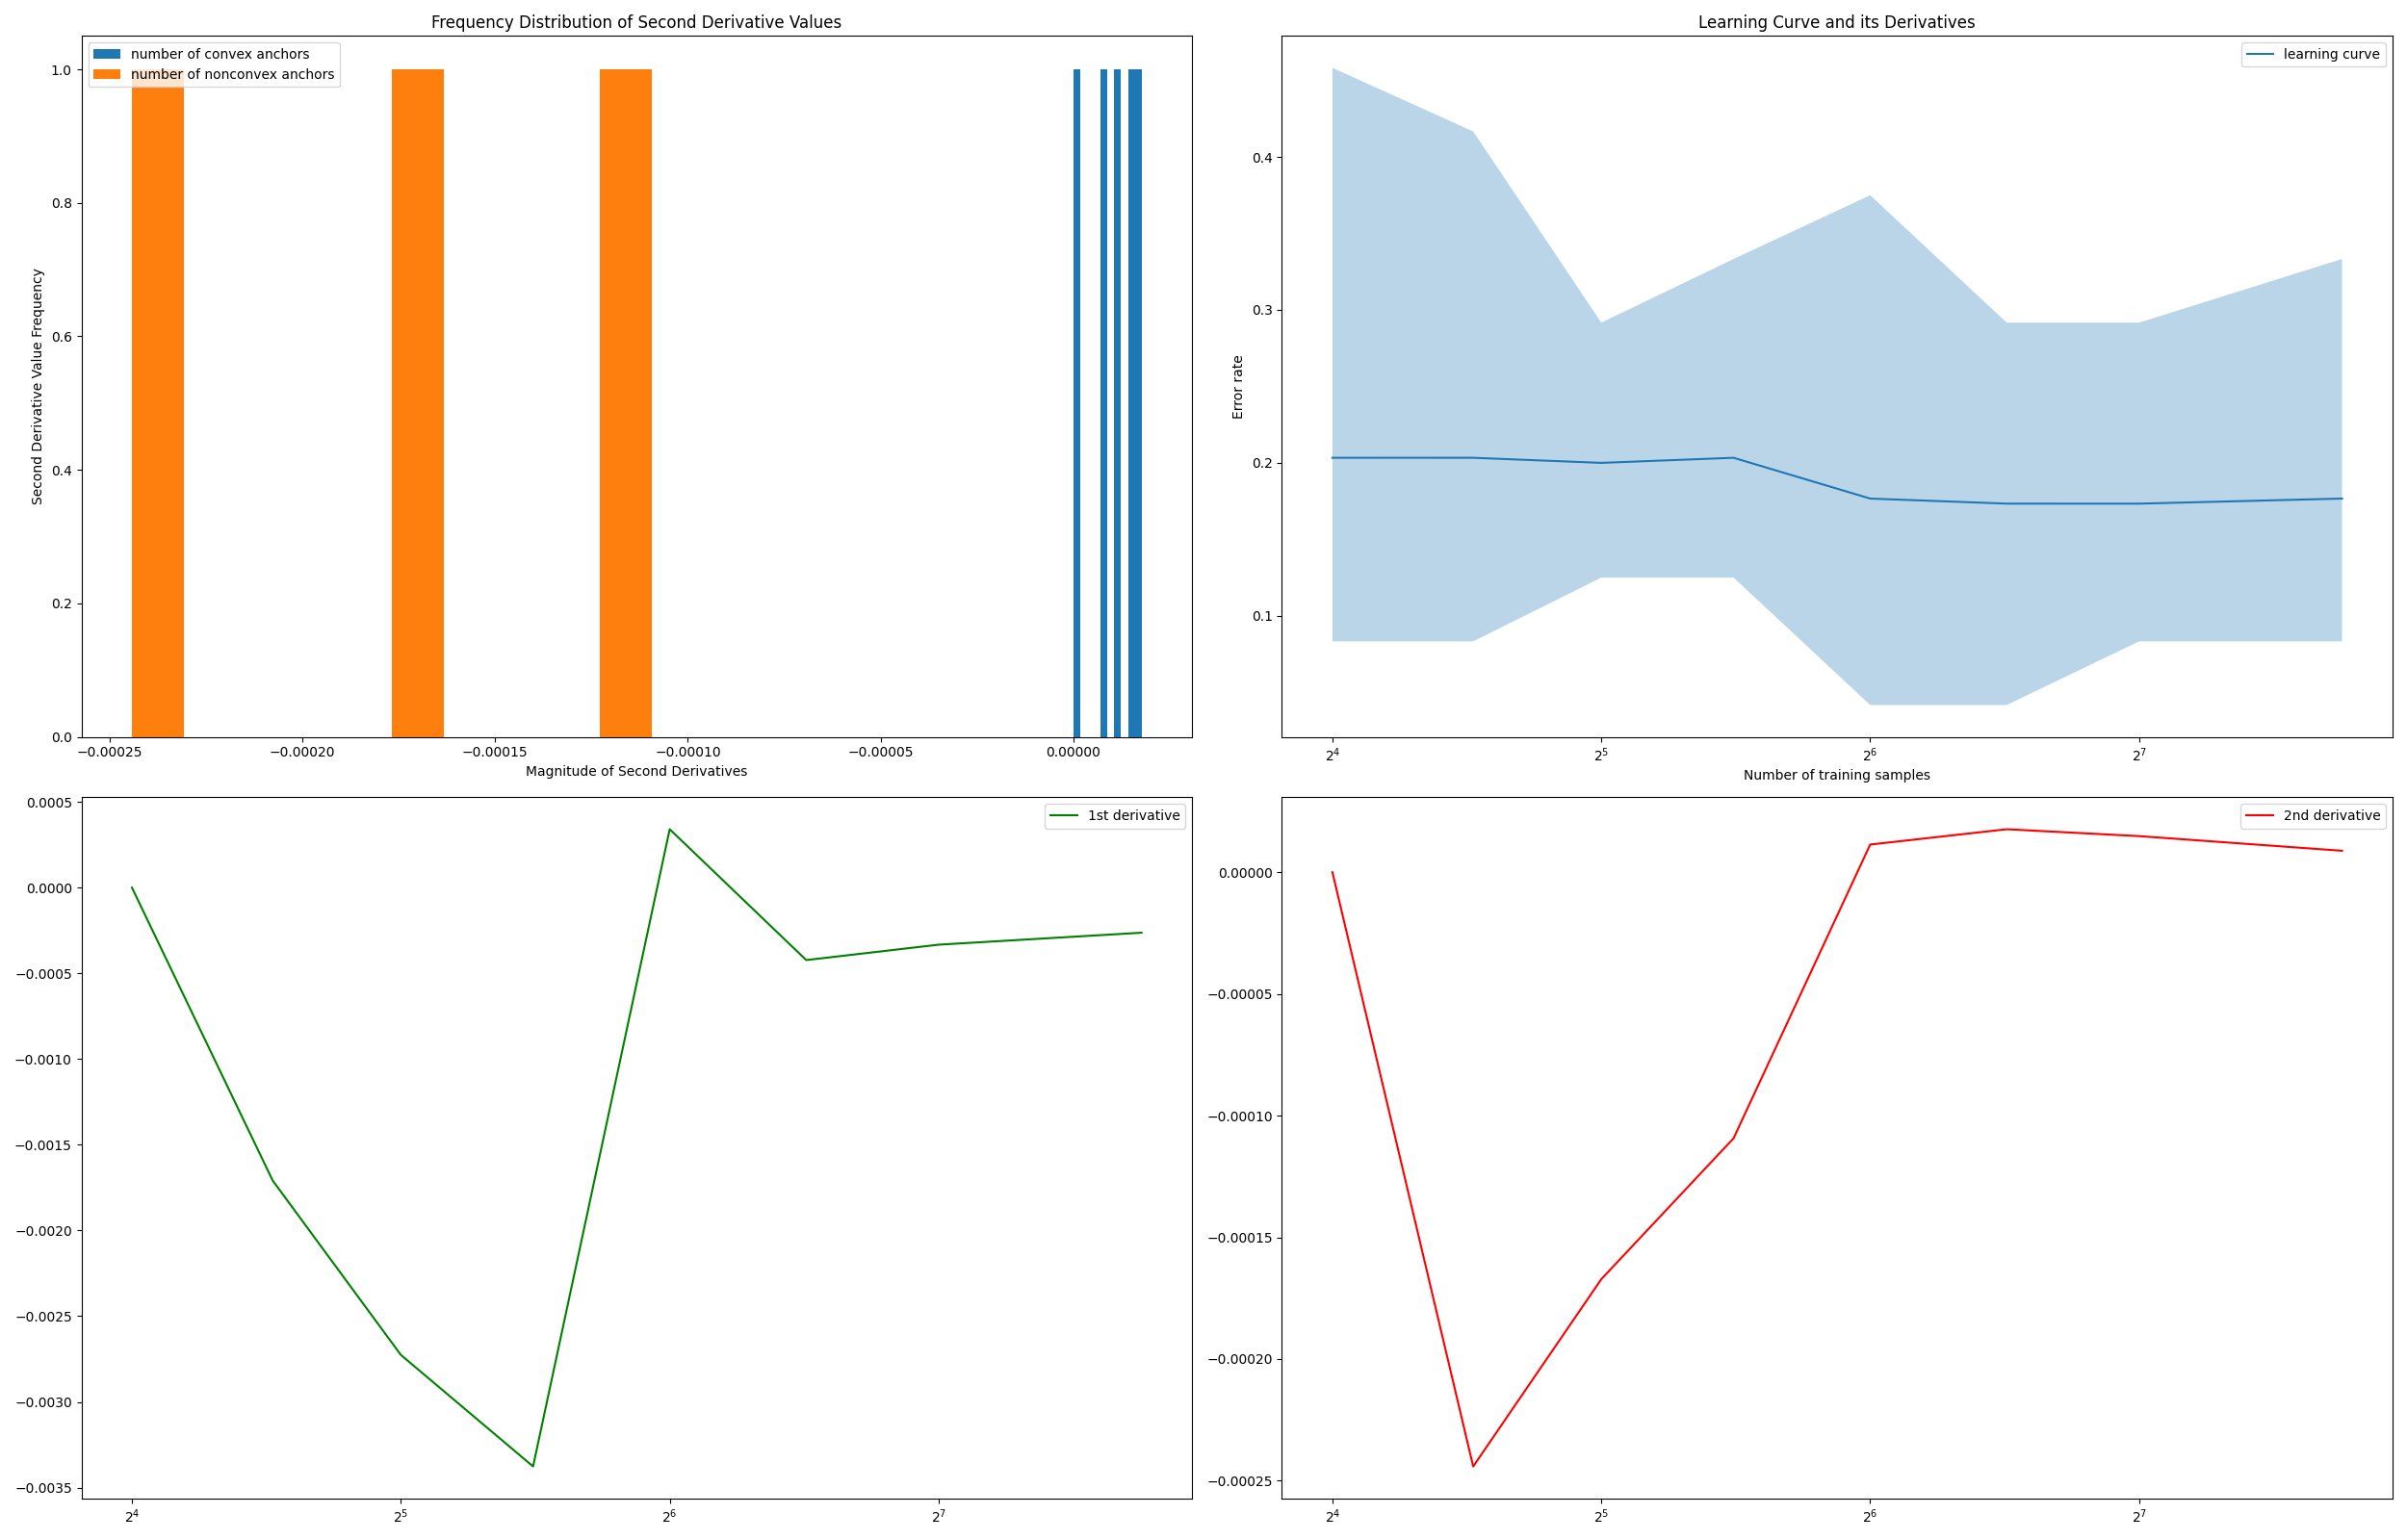 Frequency Distribution of Second Derivative Values
number of convex anchors
number of nonconvex anchors
Second Derivative Value Frequency
1.0
0.8
0.6
0.4
0.2
0.0
−0.00025 −0.00020 −0.00015 −0.00010 −0.00005 0.00000
Magnitude of Second Derivatives
Learning Curve and its Derivatives
learning curve
Error rate
0.4
0.3
0.2
0.1
2⁴ 2⁵ 2⁶ 2⁷
Number of training samples
1st derivative
0.0005
0.0000
−0.0005
−0.0010
−0.0015
−0.0020
−0.0025
−0.0030
−0.0035
2⁴ 2⁵ 2⁶ 2⁷
2nd derivative
0.00000
−0.00005
−0.00010
−0.00015
−0.00020
−0.00025
2⁴ 2⁵ 2⁶ 2⁷